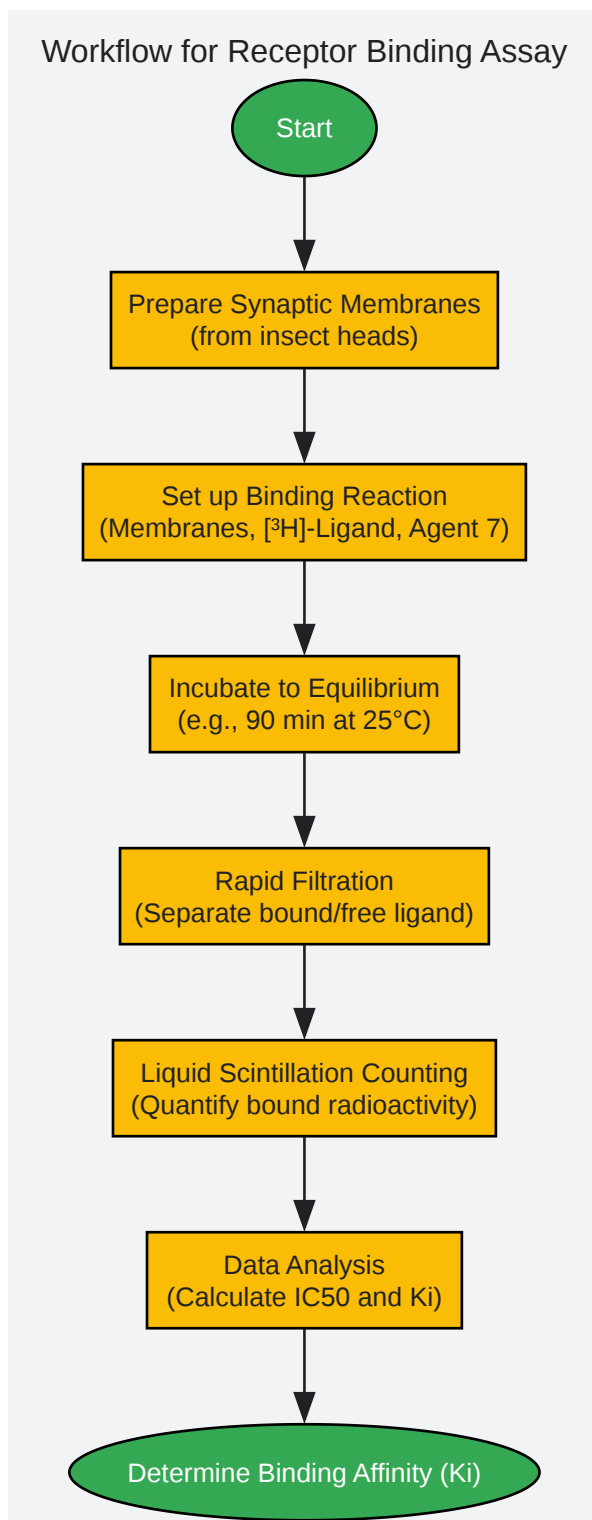 Workflow for Receptor Binding Assay
Start
Prepare Synaptic Membranes
(from insect heads)
Set up Binding Reaction
(Membranes, [³H]-Ligand, Agent 7)
Incubate to Equilibrium
(e.g., 90 min at 25°C)
Rapid Filtration
(Separate bound/free ligand)
Liquid Scintillation Counting
(Quantify bound radioactivity)
Data Analysis
(Calculate IC50 and Ki)
Determine Binding Affinity (Ki)